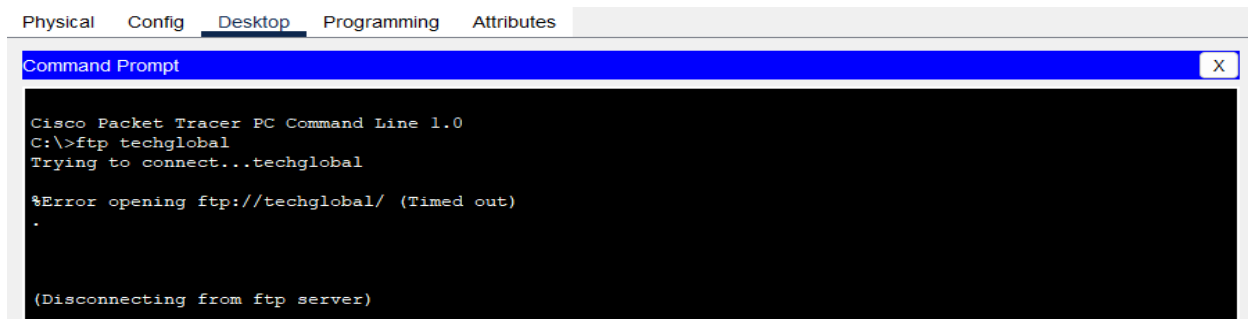 Physical Config Desktop Programming Attributes
Command Prompt X
Cisco Packet Tracer PC Command Line 1.0
C:\>ftp techglobal
Trying to connect...techglobal
%Error opening ftp://techglobal/ (Timed out)
.
(Disconnecting from ftp server)